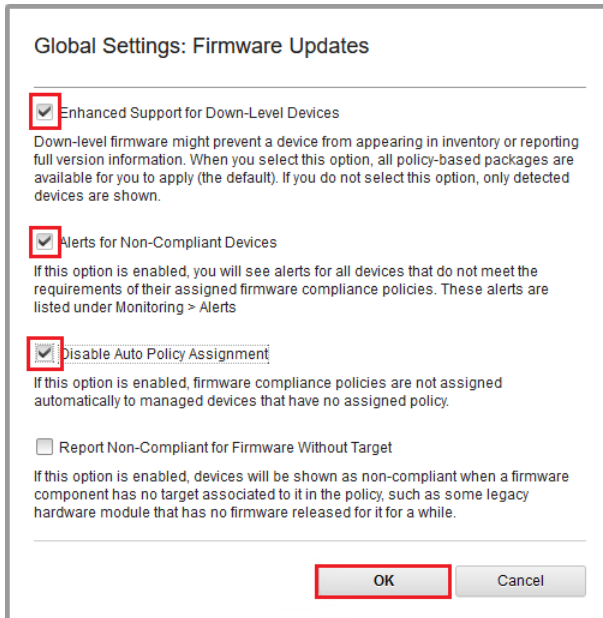 Global Settings: Firmware Updates
Enhanced Support for Down-Level Devices
Down-level firmware might prevent a device from appearing in inventory or reporting
full version information. When you select this option, all policy-based packages are
available for you to apply (the default). If you do not select this option, only detected
devices are shown.
Alerts for Non-Compliant Devices
If this option is enabled, you will see alerts for all devices that do not meet the
requirements of their assigned firmware compliance policies. These alerts are
listed under Monitoring > Alerts
Disable Auto Policy Assignment
If this option is enabled, firmware compliance policies are not assigned
automatically to managed devices that have no assigned policy.
Report Non-Compliant for Firmware Without Target
If this option is enabled, devices will be shown as non-compliant when a firmware
component has no target associated to it in the policy, such as some legacy
hardware module that has no firmware released for it for a while.
OK Cancel